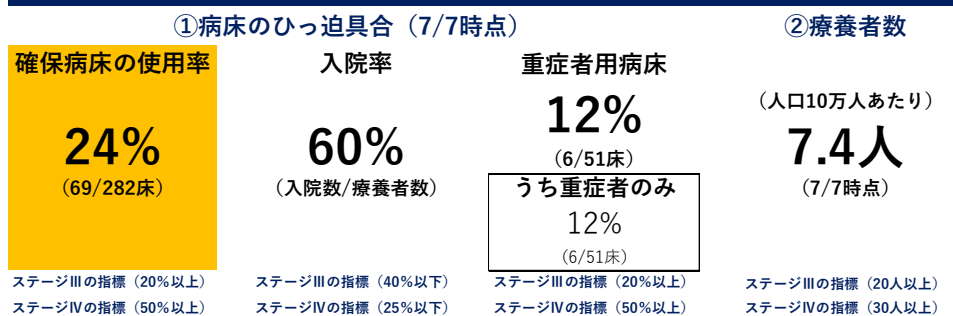 ①病床のひっ迫具合（7/7時点）
②療養者数
確保病床の使用率
24%
（69/282床）
ステージⅢの指標（20%以上）
ステージⅣの指標（50%以上）
入院率
60%
（入院数/療養者数）
ステージⅢの指標（40%以下）
ステージⅣの指標（25%以下）
重症者用病床
12%
（6/51床）
うち重症者のみ
12%
（6/51床）
ステージⅢの指標（20%以上）
ステージⅣの指標（50%以上）
（人口10万人あたり）
7.4人
（7/7時点）
ステージⅢの指標（20人以上）
ステージⅣの指標（30人以上）